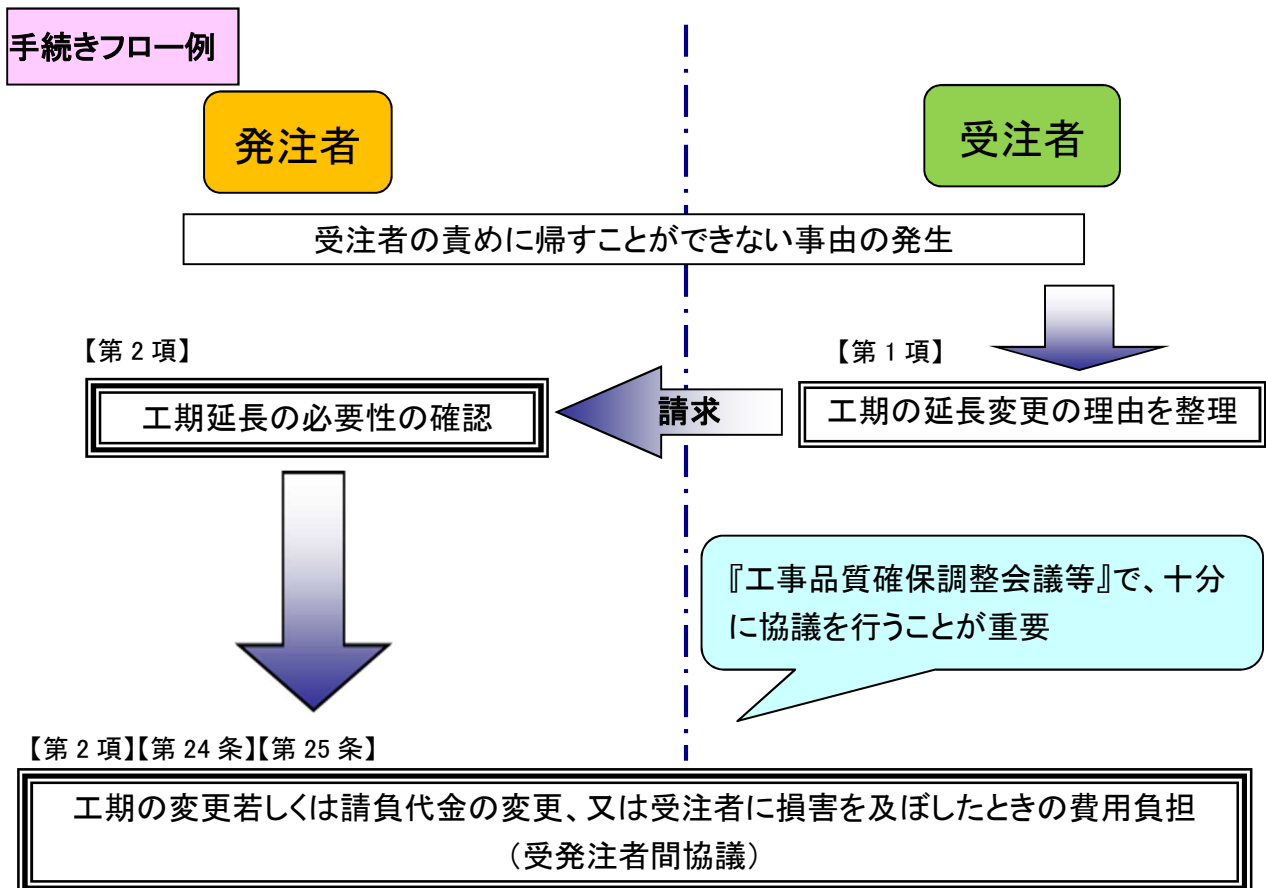 手続きフロー例
発注者
受注者
受注者の責めに帰すことができない事由の発生
【第 2 項】
【第 1 項】
工期延長の必要性の確認
請求
工期の延長変更の理由を整理
『工事品質確保調整会議等』で、十分
に協議を行うことが重要
【第 2 項】【第 24 条】【第 25 条】
工期の変更若しくは請負代金の変更、又は受注者に損害を及ぼしたときの費用負担
（受発注者間協議）